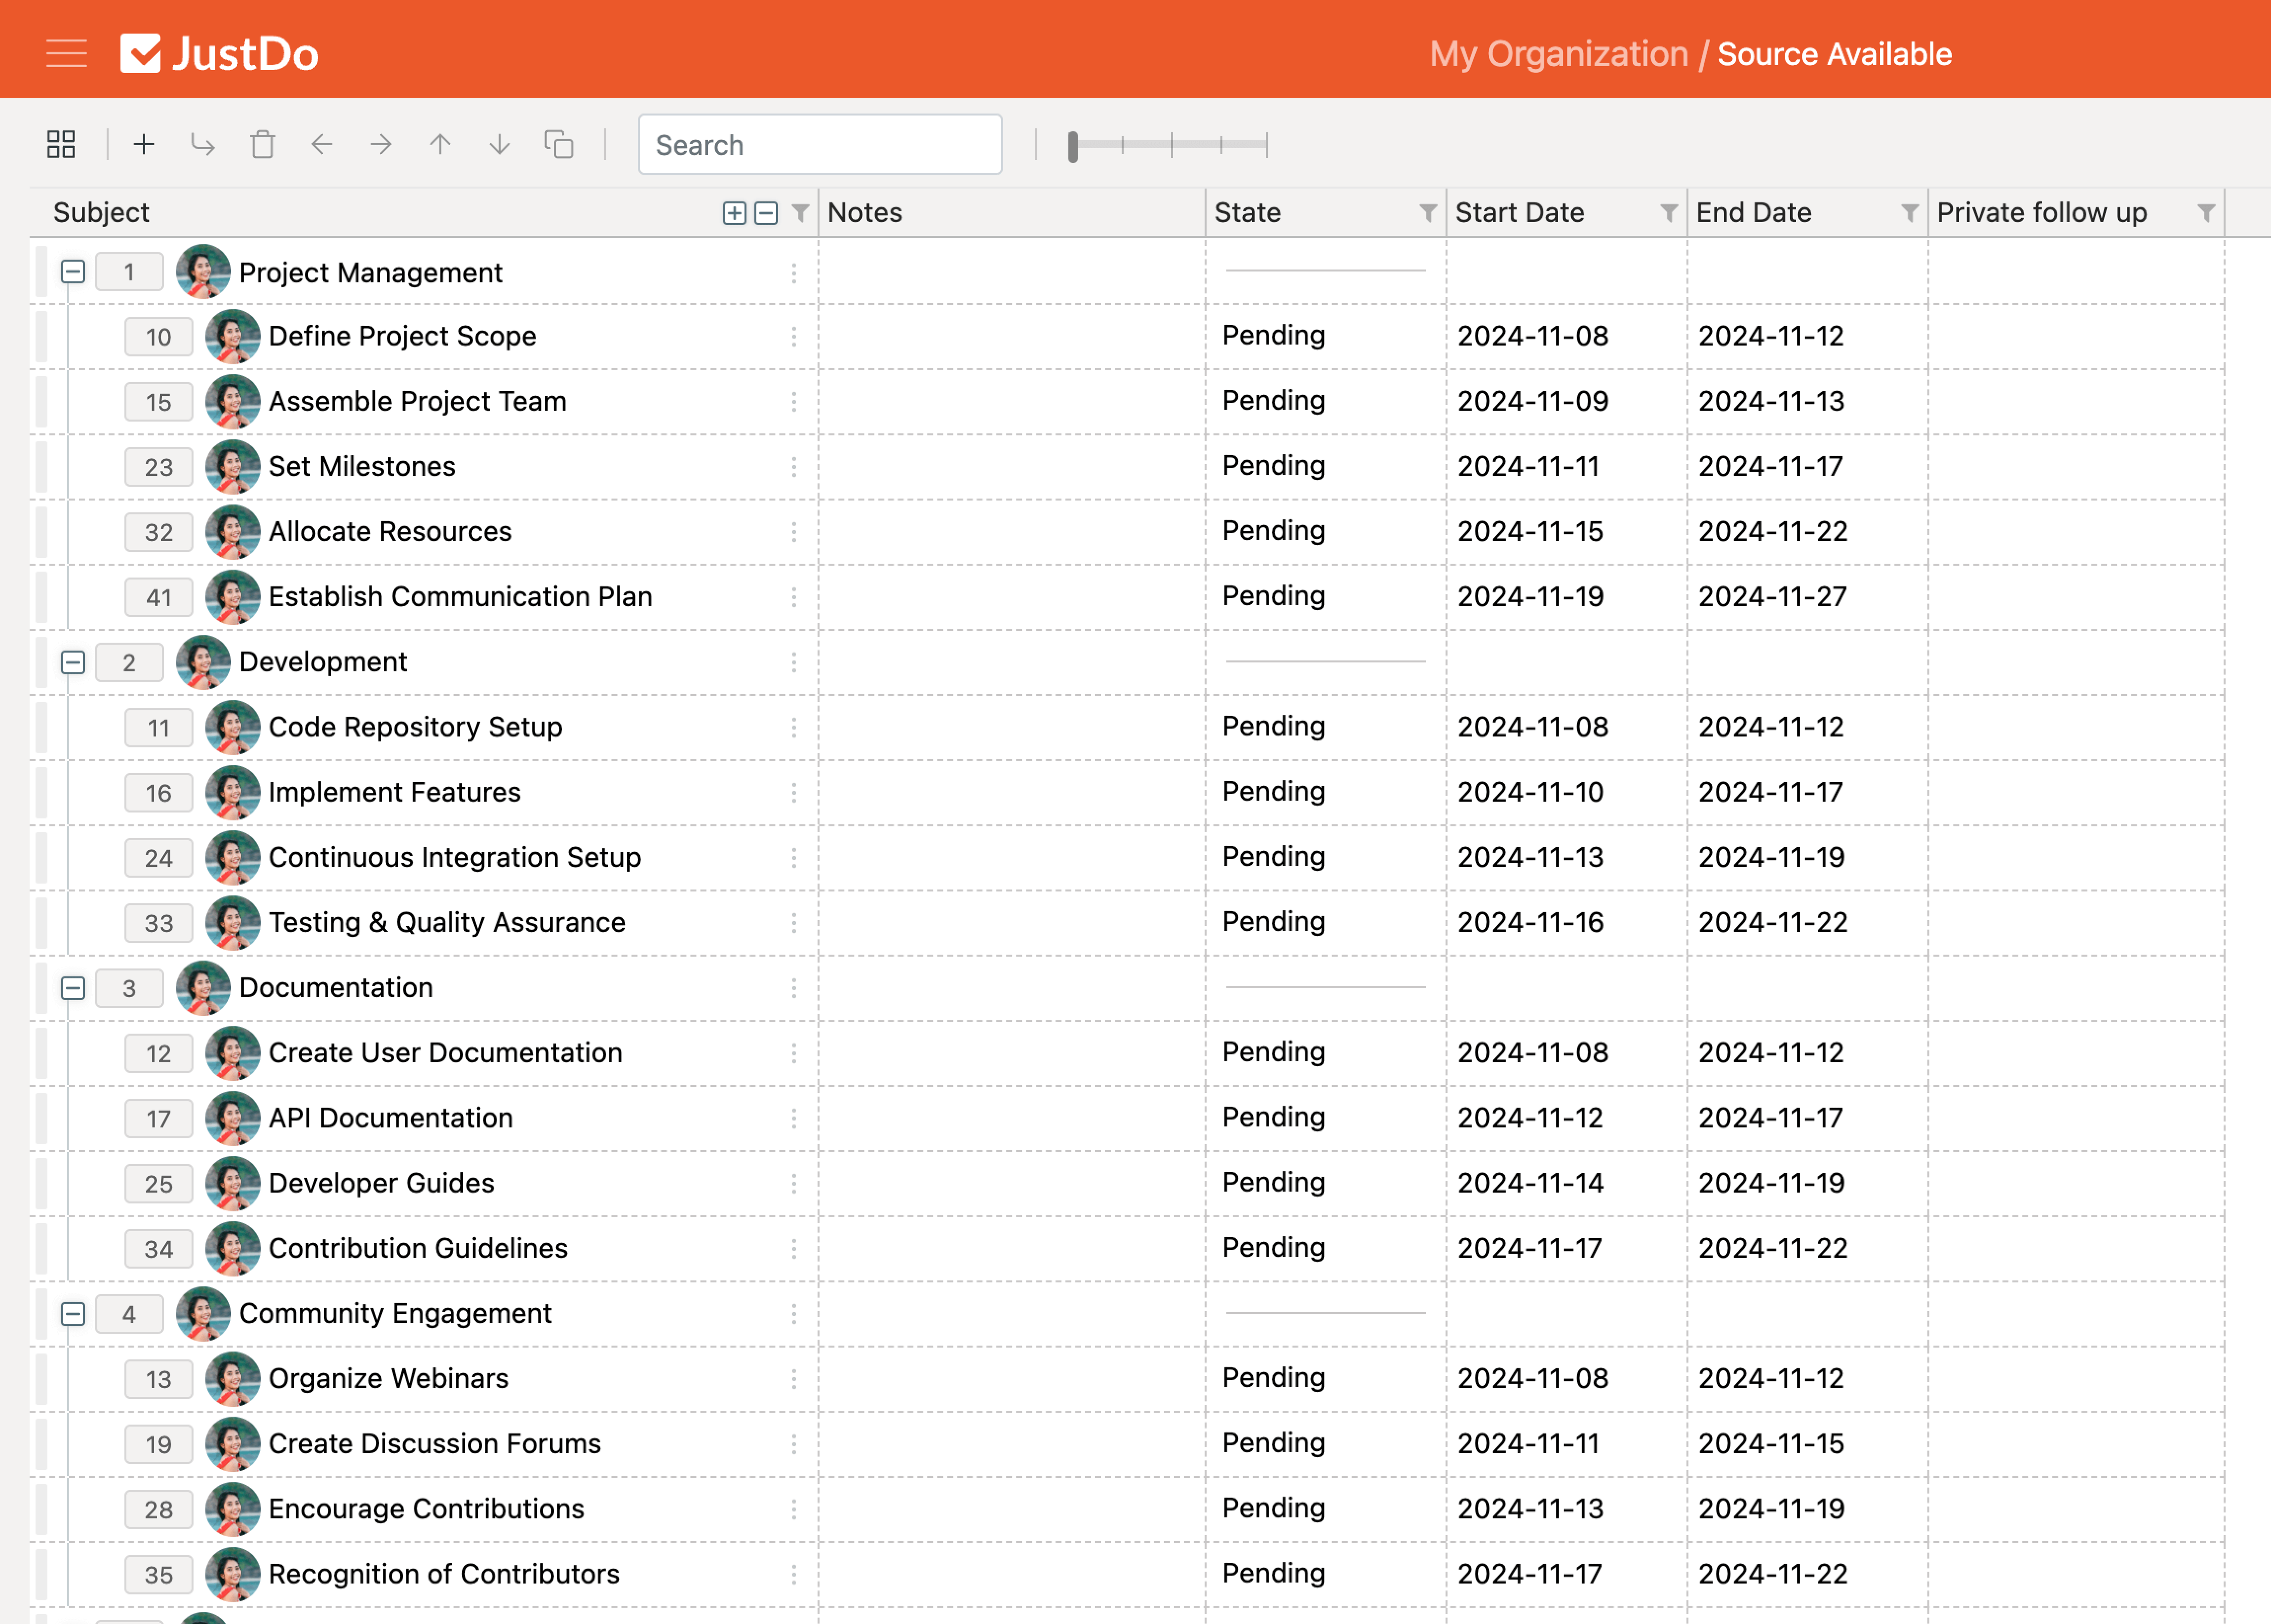 JustDo
My Organization / Source Available
Search
Subject Notes State Start Date End Date Private follow up
1 Project Management
10 Define Project Scope Pending 2024-11-08 2024-11-12
15 Assemble Project Team Pending 2024-11-09 2024-11-13
23 Set Milestones Pending 2024-11-11 2024-11-17
32 Allocate Resources Pending 2024-11-15 2024-11-22
41 Establish Communication Plan Pending 2024-11-19 2024-11-27
2 Development
11 Code Repository Setup Pending 2024-11-08 2024-11-12
16 Implement Features Pending 2024-11-10 2024-11-17
24 Continuous Integration Setup Pending 2024-11-13 2024-11-19
33 Testing & Quality Assurance Pending 2024-11-16 2024-11-22
3 Documentation
12 Create User Documentation Pending 2024-11-08 2024-11-12
17 API Documentation Pending 2024-11-12 2024-11-17
25 Developer Guides Pending 2024-11-14 2024-11-19
34 Contribution Guidelines Pending 2024-11-17 2024-11-22
4 Community Engagement
13 Organize Webinars Pending 2024-11-08 2024-11-12
19 Create Discussion Forums Pending 2024-11-11 2024-11-15
28 Encourage Contributions Pending 2024-11-13 2024-11-19
35 Recognition of Contributors Pending 2024-11-17 2024-11-22